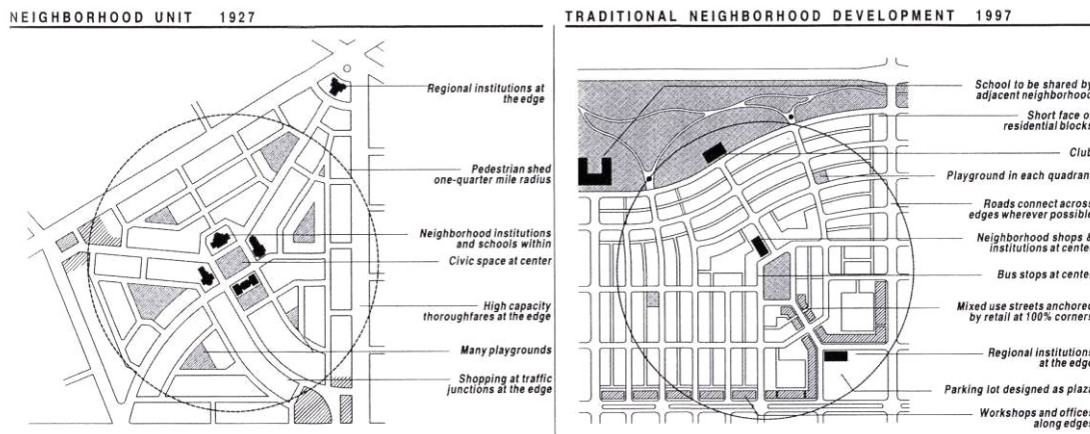 NEIGHBORHOOD UNIT 1927
Regional institutions at
the edge
Pedestrian shed
one-quarter mile radius
Neighborhood institutions
and schools within
Civic space at center
High capacity
thoroughfares at the edge
Many playgrounds
Shopping at traffic
junctions at the edge
TRADITIONAL NEIGHBORHOOD DEVELOPMENT 1997
School to be shared by
adjacent neighborhood
Short face of
residential blocks
Club
Playground in each quadran
Roads connect across
edges wherever possible
Neighborhood shops &
institutions at center
Bus stops at center
Mixed use streets anchored
by retail at 100% corners
Regional institutions
at the edge
Parking lot designed as plaza
Workshops and offices
along edges